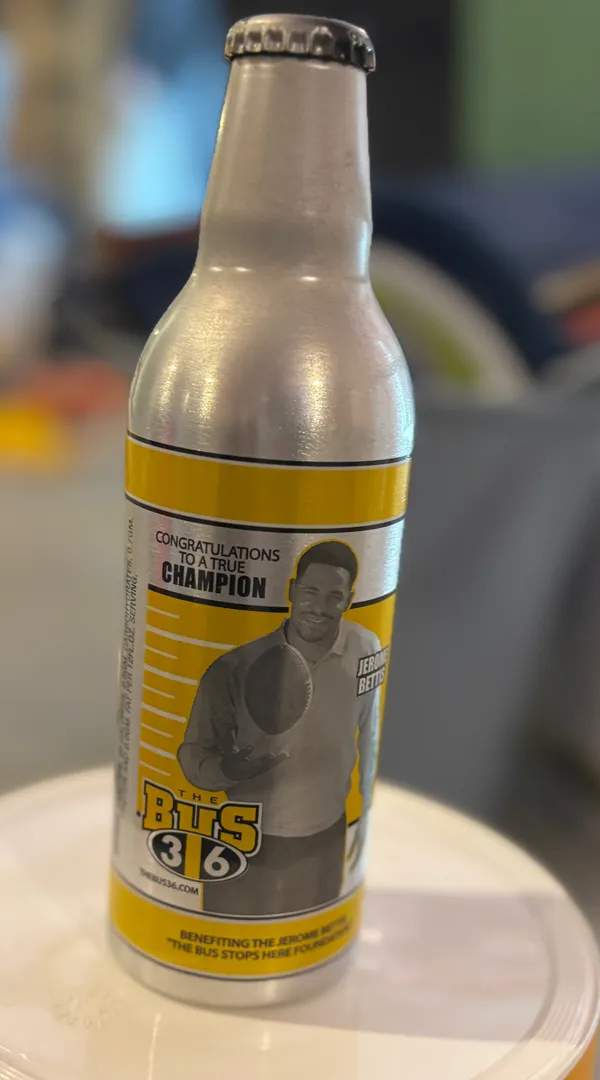 CONGRATULATIONS
TO A TRUE
CHAMPION
JEROME
BETTIS
THE
BUS
36
THEBUS36.COM
BENEFITING THE JEROME BETTIS
"THE BUS STOPS HERE